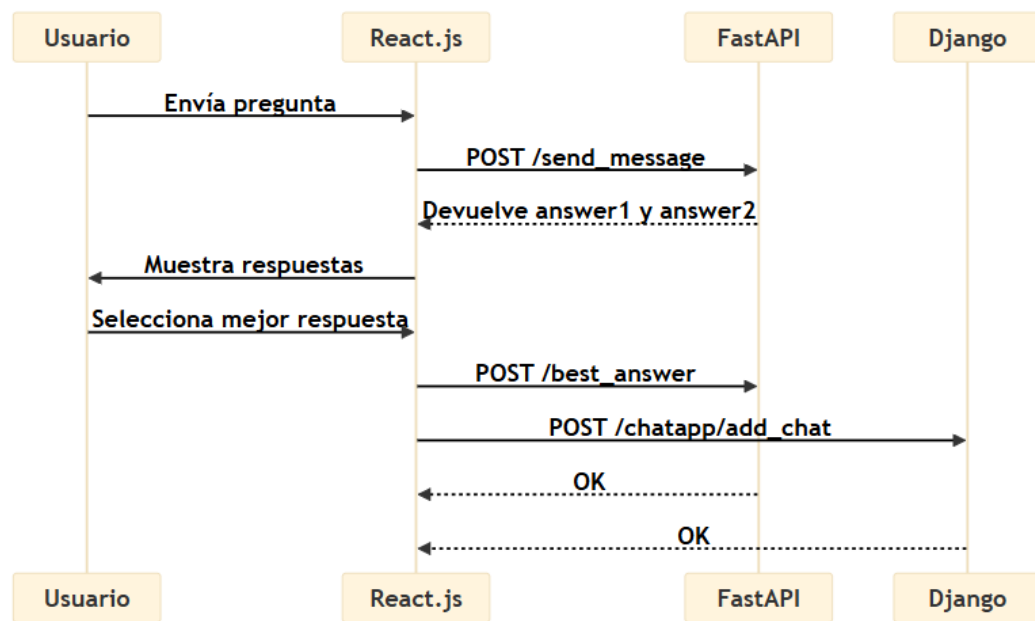 Usuario
React.js
FastAPI
Django
Envía pregunta
POST /send_message
Devuelve answer1 y answer2
Muestra respuestas
Selecciona mejor respuesta
POST /best_answer
POST /chatapp/add_chat
OK
OK
Usuario
React.js
FastAPI
Django